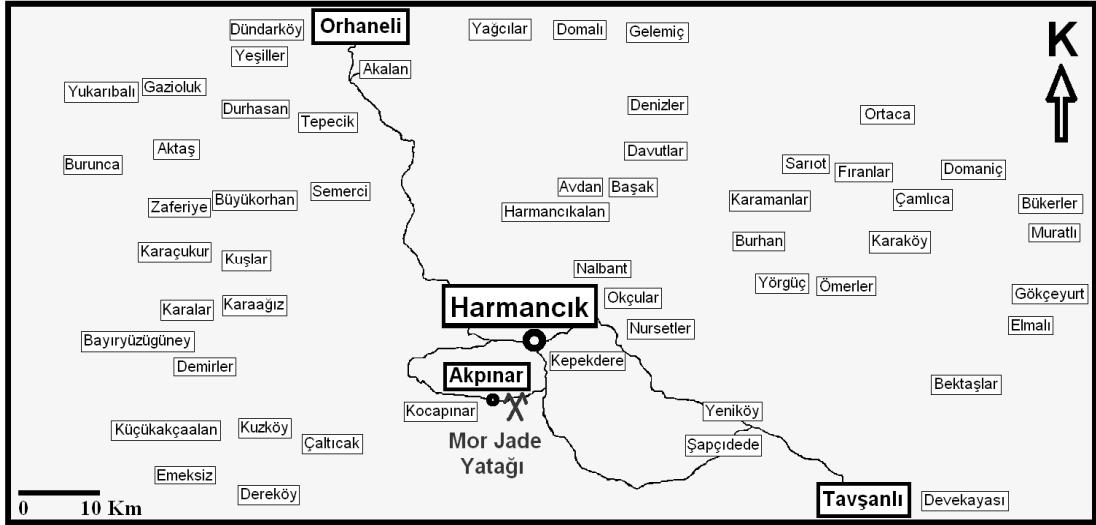 Dündarköy
Orhaneli
Yağcılar
Domalı
Gelemiç
K
Yeşiller
Akalan
Yukarıbalı
Gazioluk
Durhasan
Tepecik
Denizler
Ortaca
Burunca
Aktaş
Davutlar
Sarıot
Fıranlar
Domaniç
Zaferiye
Büyükorhan
Semerci
Avdan
Başak
Harmancıkalan
Karamanlar
Çamlıca
Bükerler
Muratlı
Karaçukur
Kuşlar
Burhan
Karaköy
Nalbant
Yörgüç
Ömerler
Gökçeyurt
Karalar
Karaağız
Harmancık
Okçular
Nursetler
Elmalı
Bayıryüzügüney
Demirler
Kepekdere
Akpınar
Bektaşlar
Kocapınar
Yeniköy
Küçükakçaalan
Kuzköy
Çaltıcak
Mor Jade
Yatağı
Şapçıdede
Emeksiz
Dereköy
Tavşanlı
Devekayası
0 10 Km